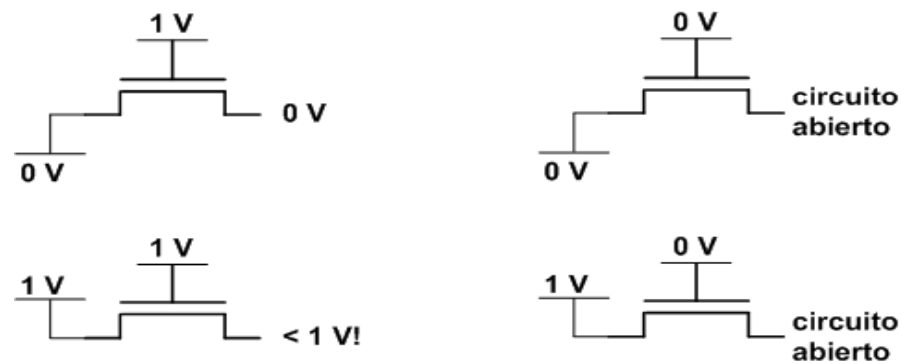 1 V
0 V
0 V
0 V
circuito
abierto
0 V
1 V
1 V
< 1 V!
0 V
1 V
circuito
abierto